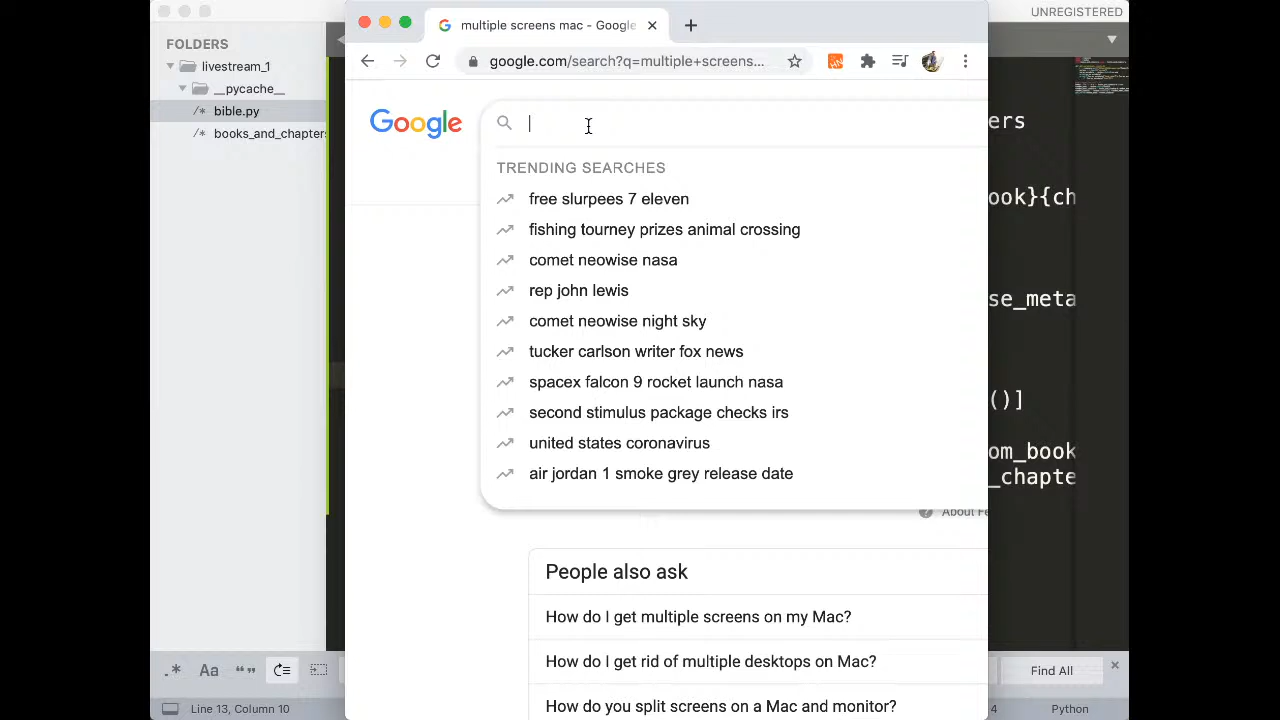 UNREGISTERED
multiple screens mac - Google
google.com/search?q=multiple+screens...
FOLDERS
livestream_1
__pycache__
/* bible.py
/* books_and_chapters
Google
TRENDING SEARCHES
free slurpees 7 eleven
fishing tourney prizes animal crossing
comet neowise nasa
rep john lewis
comet neowise night sky
tucker carlson writer fox news
spacex falcon 9 rocket launch nasa
second stimulus package checks irs
united states coronavirus
air jordan 1 smoke grey release date
About Fe
People also ask
How do I get multiple screens on my Mac?
How do I get rid of multiple desktops on Mac?
How do you split screens on a Mac and monitor?
ers
ook}{ch
se_meta
()]
om_book
_chapte
.* Aa “” Find All
Line 13, Column 10
4
Python